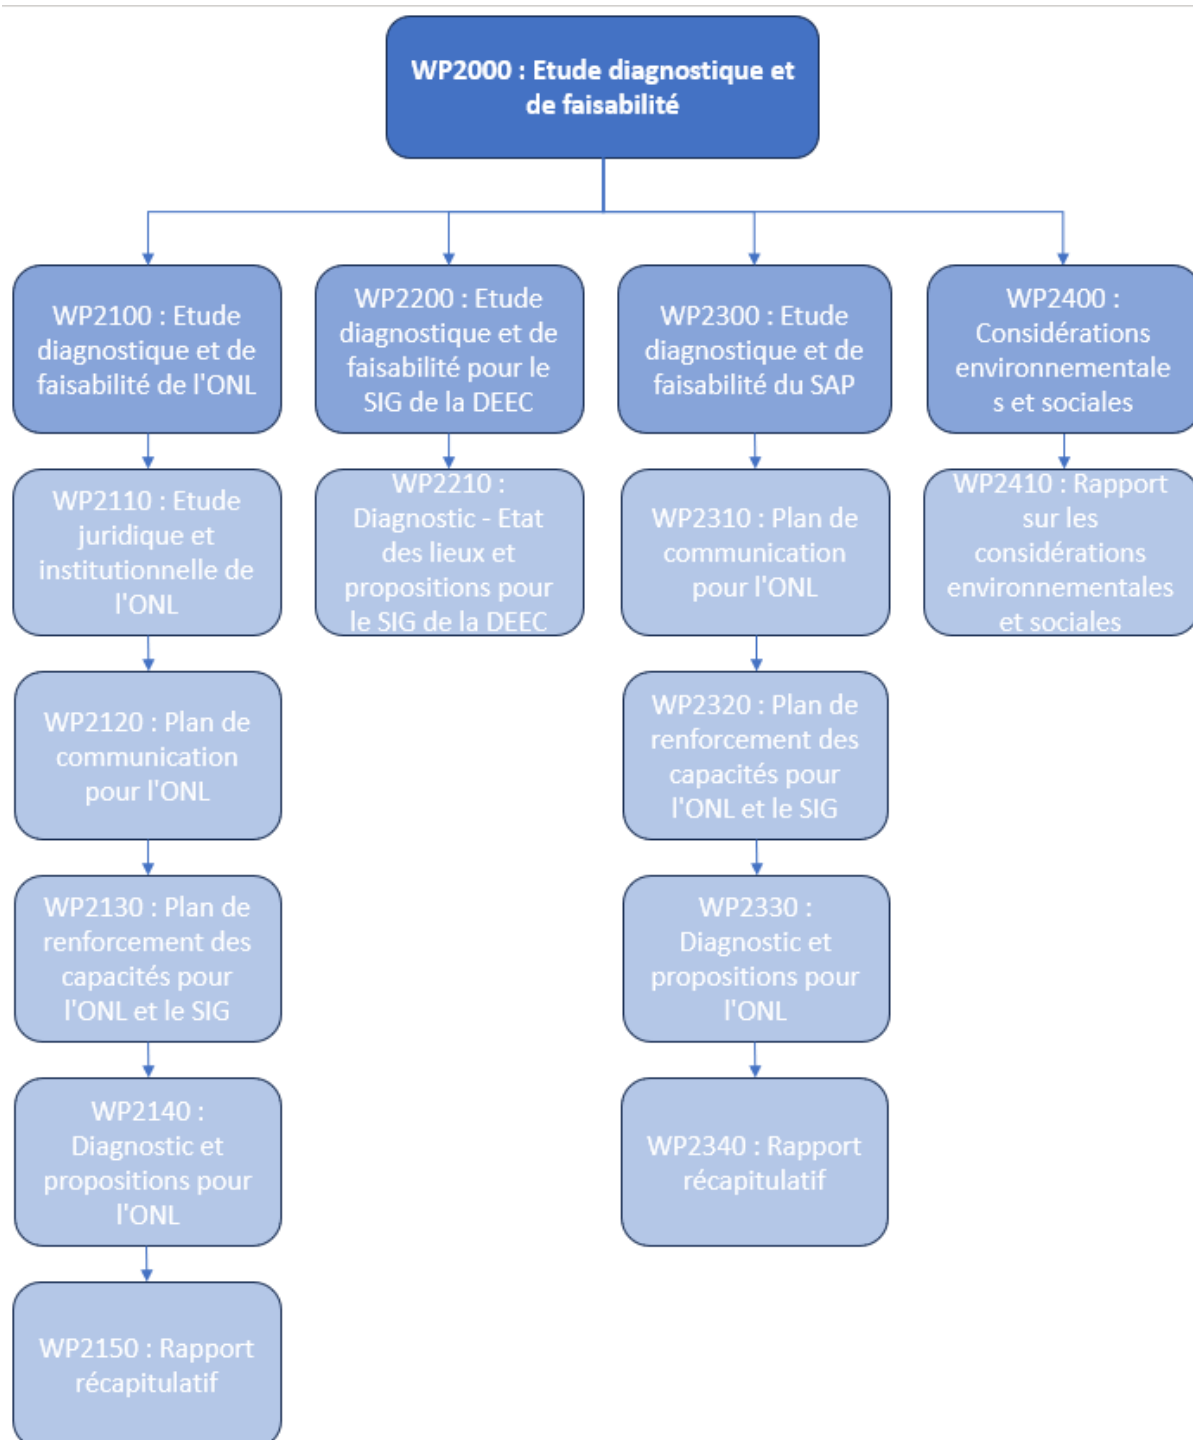 WP2000 : Etude diagnostique et
de faisabilité
WP2100 : Etude
diagnostique et de
faisabilité de l'ONL
WP2200 : Etude
diagnostique et de
faisabilité pour le
SIG de la DEEC
WP2300 : Etude
diagnostique et de
faisabilité du SAP
WP2400 :
Considérations
environnementale
s et sociales
WP2110 : Etude
juridique et
institutionnelle de
l'ONL
WP2210 :
Diagnostic - Etat
des lieux et
propositions pour
le SIG de la DEEC
WP2310 : Plan de
communication
pour l'ONL
WP2410 : Rapport
sur les
considérations
environnementales
et sociales
WP2120 : Plan de
communication
pour l'ONL
WP2320 : Plan de
renforcement des
capacités pour
l'ONL et le SIG
WP2130 : Plan de
renforcement des
capacités pour
l'ONL et le SIG
WP2330 :
Diagnostic et
propositions pour
l'ONL
WP2140 :
Diagnostic et
propositions pour
l'ONL
WP2340 : Rapport
récapitulatif
WP2150 : Rapport
récapitulatif